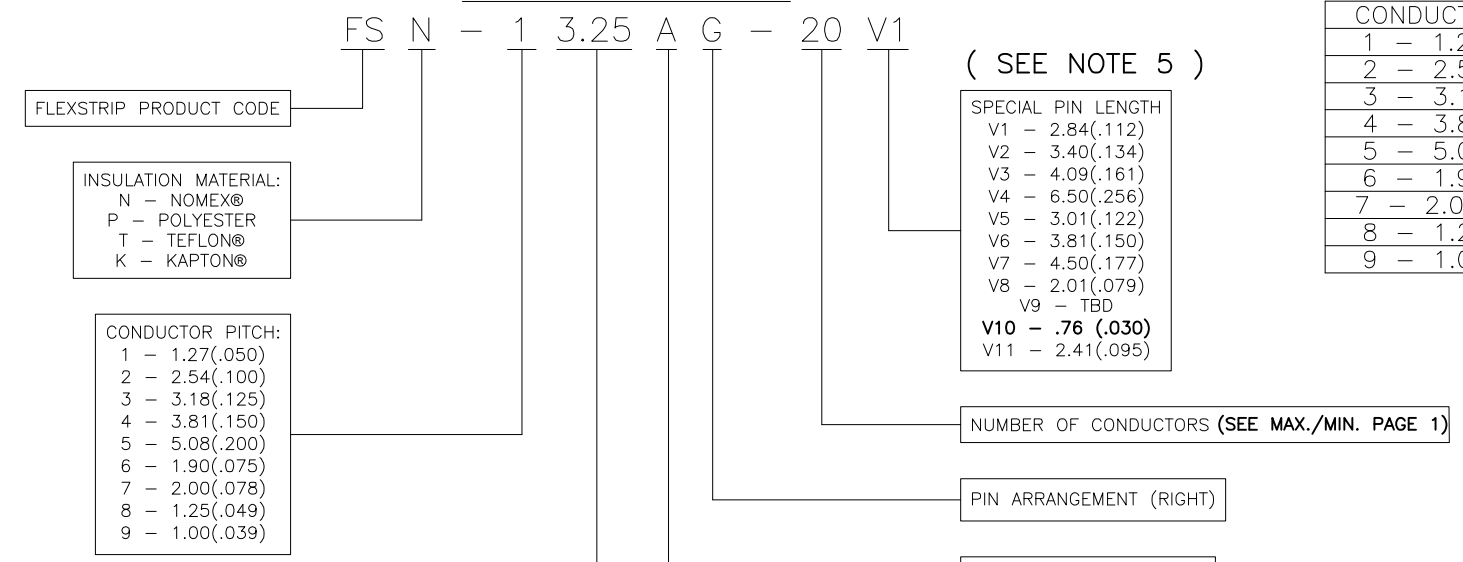 FS N - 1 3.25 A G - 20 V1
( SEE NOTE 5 )
FLEXSTRIP PRODUCT CODE
INSULATION MATERIAL:
N - NOMEX®
P - POLYESTER
T - TEFLON®
K - KAPTON®
CONDUCTOR PITCH:
1 - 1.27(.050)
2 - 2.54(.100)
3 - 3.18(.125)
4 - 3.81(.150)
5 - 5.08(.200)
6 - 1.90(.075)
7 - 2.00(.078)
8 - 1.25(.049)
9 - 1.00(.039)
SPECIAL PIN LENGTH
V1 - 2.84(.112)
V2 - 3.40(.134)
V3 - 4.09(.161)
V4 - 6.50(.256)
V5 - 3.01(.122)
V6 - 3.81(.150)
V7 - 4.50(.177)
V8 - 2.01(.079)
V9 - TBD
V10 - .76 (.030)
V11 - 2.41(.095)
NUMBER OF CONDUCTORS (SEE MAX./MIN. PAGE 1)
PIN ARRANGEMENT (RIGHT)
CONDUCT
1 - 1.2
2 - 2.5
3 - 3.1
4 - 3.8
5 - 5.0
6 - 1.9
7 - 2.0
8 - 1.2
9 - 1.0